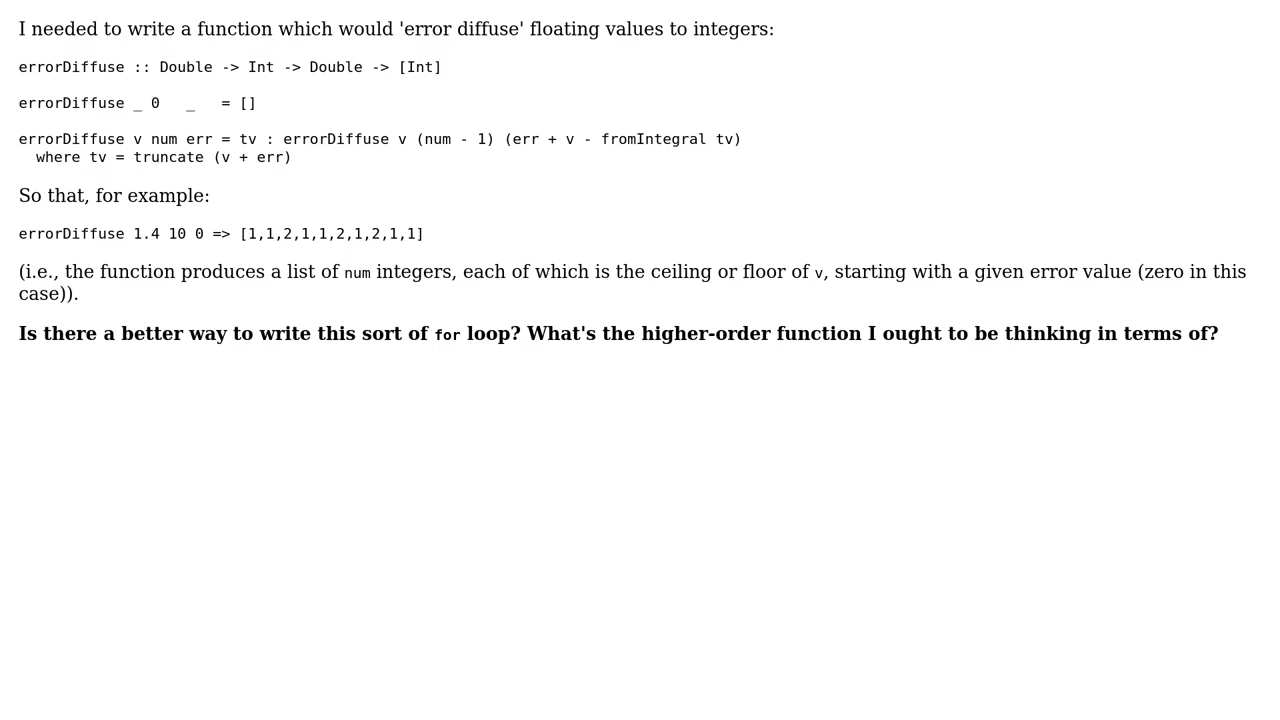 I needed to write a function which would 'error diffuse' floating values to integers:
errorDiffuse :: Double -> Int -> Double -> [Int]
errorDiffuse _ 0   _   = []
errorDiffuse v num err = tv : errorDiffuse v (num - 1) (err + v - fromIntegral tv)
  where tv = truncate (v + err)
So that, for example:
errorDiffuse 1.4 10 0 => [1,1,2,1,1,2,1,2,1,1]
(i.e., the function produces a list of num integers, each of which is the ceiling or floor of v, starting with a given error value (zero in this
case)).
Is there a better way to write this sort of for loop? What's the higher-order function I ought to be thinking in terms of?